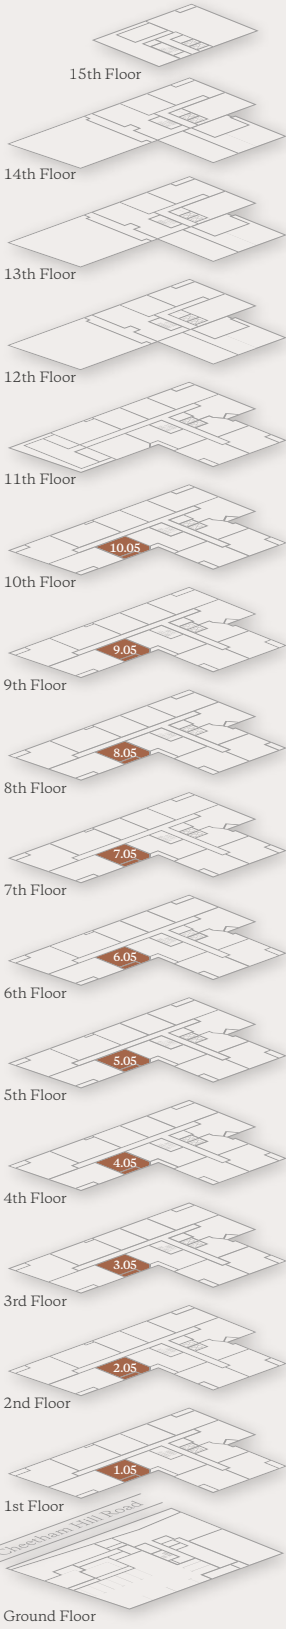 15th Floor
14th Floor
13th Floor
12th Floor
11th Floor
10.05
10th Floor
9.05
9th Floor
8.05
8th Floor
7.05
7th Floor
6.05
6th Floor
5.05
5th Floor
4.05
4th Floor
3.05
3rd Floor
2.05
2nd Floor
1.05
1st Floor
Cheetham Hill Road
Ground Floor